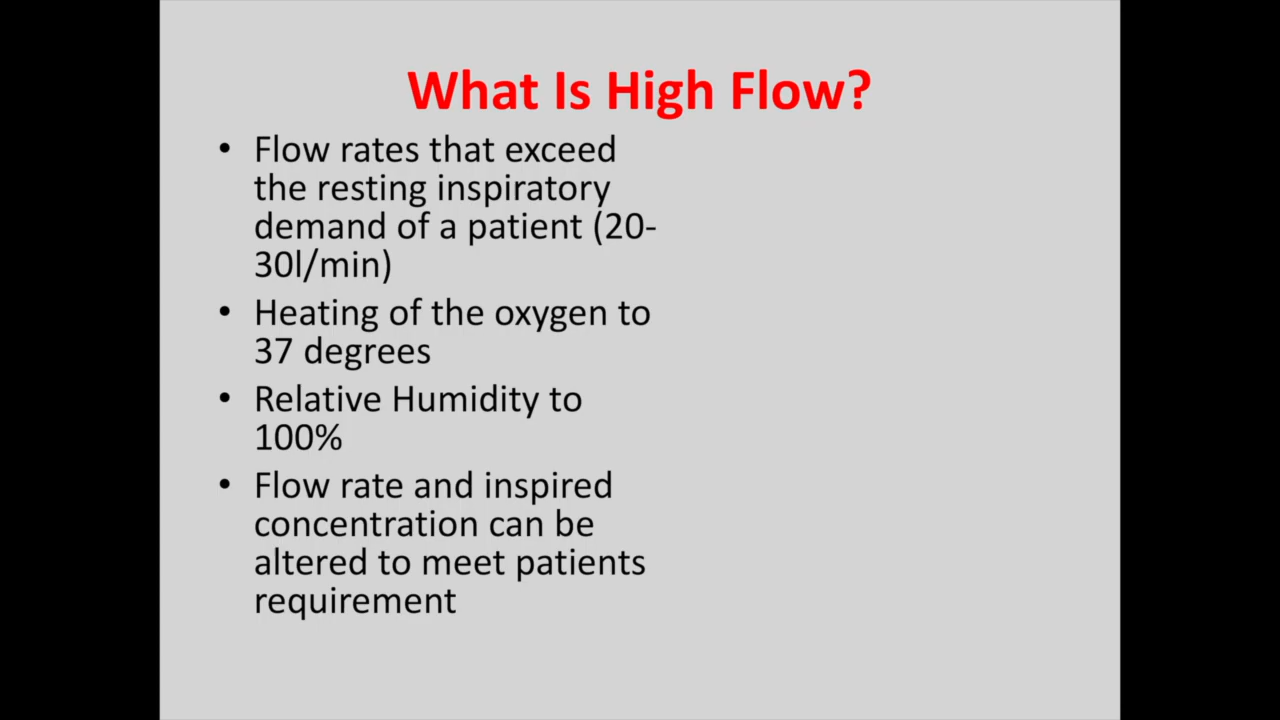 What Is High Flow?
• Flow rates that exceed
the resting inspiratory
demand of a patient (20-
30l/min)
• Heating of the oxygen to
37 degrees
• Relative Humidity to
100%
• Flow rate and inspired
concentration can be
altered to meet patients
requirement